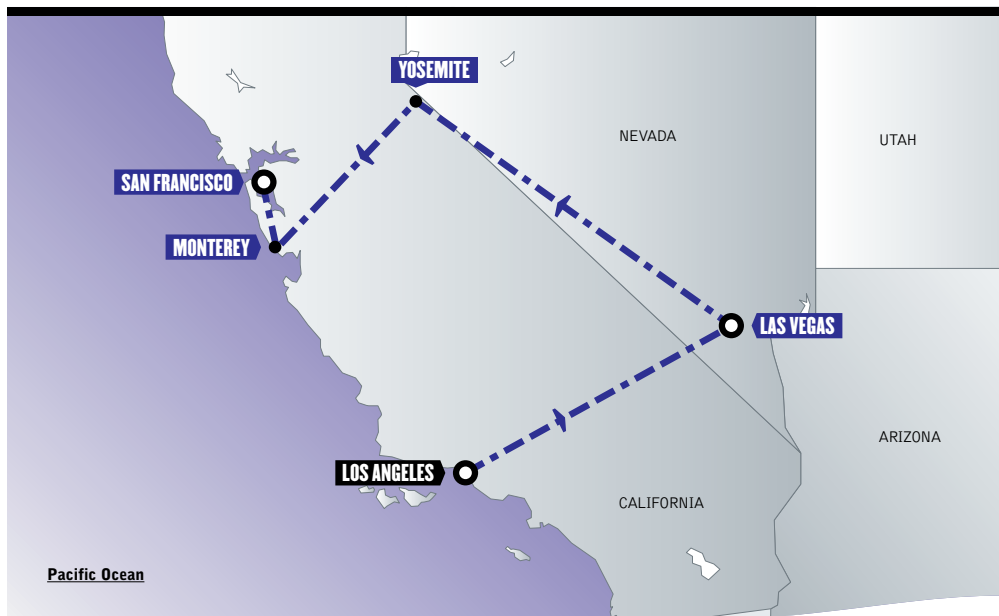 YOSEMITE
NEVADA
UTAH
SAN FRANCISCO
MONTEREY
LAS VEGAS
ARIZONA
LOS ANGELES
CALIFORNIA
Pacific Ocean